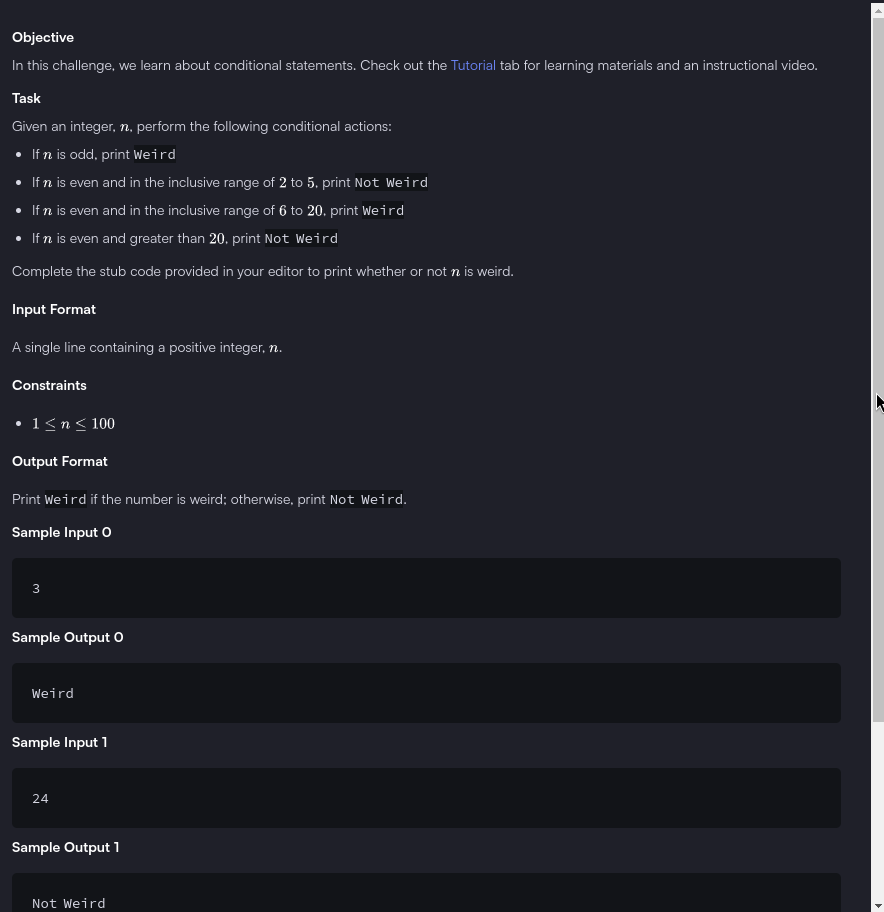 Objective
In this challenge, we learn about conditional statements. Check out the Tutorial tab for learning materials and an instructional video.
Task
Given an integer, n, perform the following conditional actions:
• If n is odd, print Weird
• If n is even and in the inclusive range of 2 to 5, print Not Weird
• If n is even and in the inclusive range of 6 to 20, print Weird
• If n is even and greater than 20, print Not Weird
Complete the stub code provided in your editor to print whether or not n is weird.
Input Format
A single line containing a positive integer, n.
Constraints
• 1 ≤ n ≤ 100
Output Format
Print Weird if the number is weird; otherwise, print Not Weird.
Sample Input 0
3
Sample Output 0
Weird
Sample Input 1
24
Sample Output 1
Not Weird